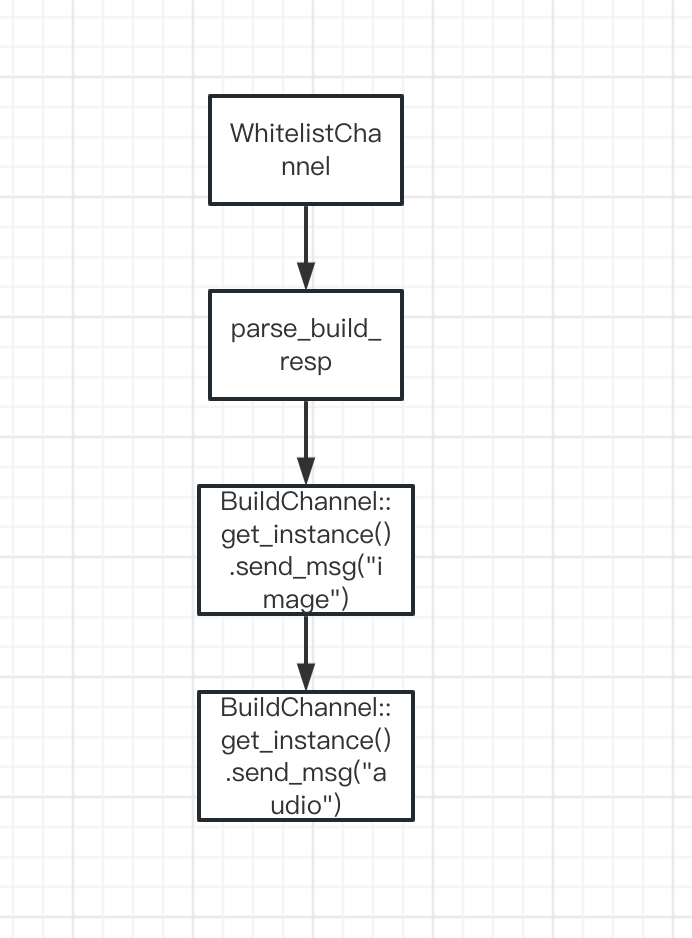 WhitelistCha
nnel
parse_build_
resp
BuildChannel::
get_instance()
.send_msg("i
mage")
BuildChannel::
get_instance()
.send_msg("a
udio")